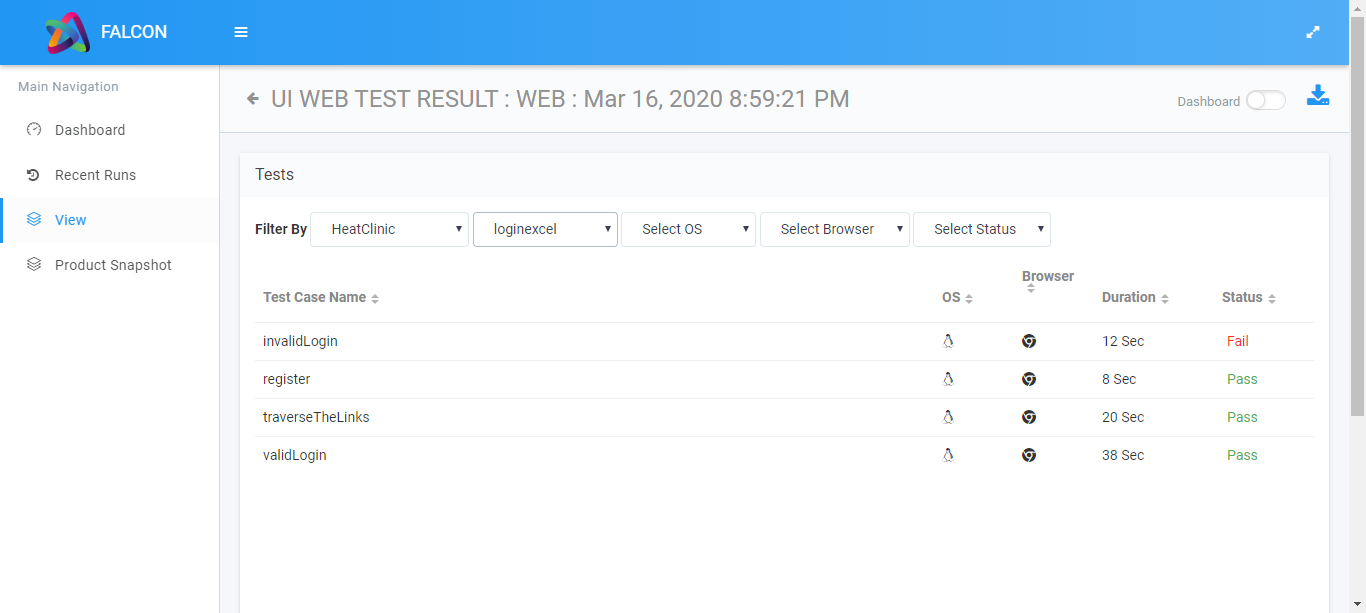 FALCON
Main Navigation
Dashboard
Recent Runs
View
Product Snapshot
UI WEB TEST RESULT : WEB : Mar 16, 2020 8:59:21 PM
Dashboard
Tests
Filter By HeatClinic loginexcel Select OS Select Browser Select Status
Test Case Name OS Browser Duration Status
invalidLogin 12 Sec Fail
register 8 Sec Pass
traverseTheLinks 20 Sec Pass
validLogin 38 Sec Pass